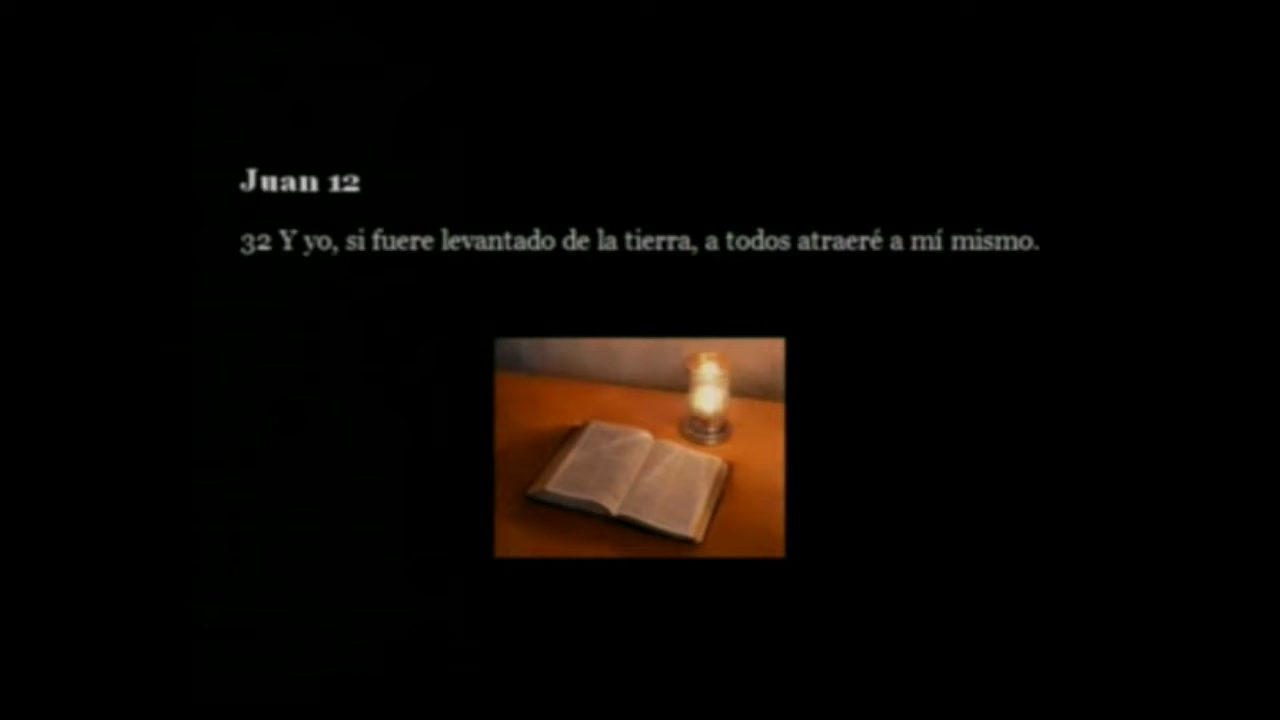 Juan 12
32 Y yo, si fuere levantado de la tierra, a todos atraeré a mí mismo.